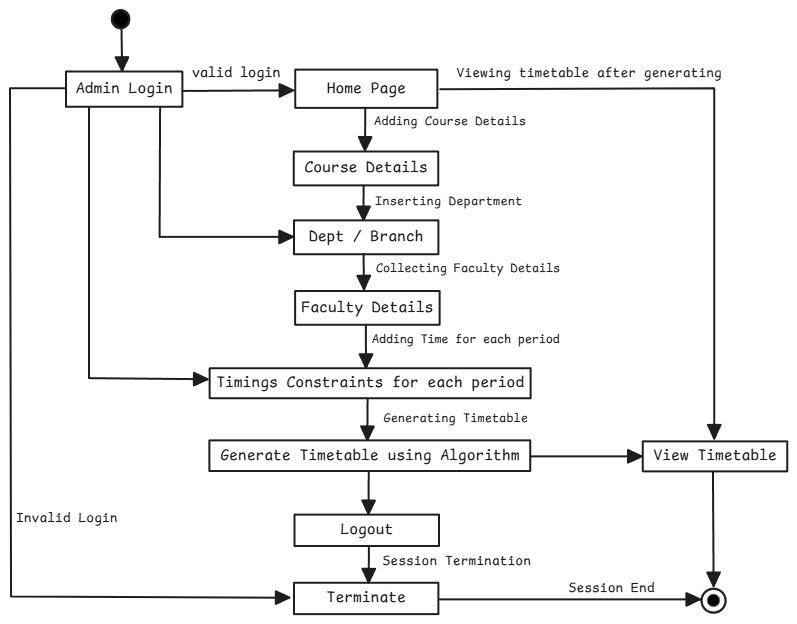 valid login
Viewing timetable after generating
Admin Login
Home Page
Adding Course Details
Course Details
Inserting Department
Dept / Branch
Collecting Faculty Details
Faculty Details
Adding Time for each period
Timings Constraints for each period
Generating Timetable
Generate Timetable using Algorithm
View Timetable
Invalid Login
Logout
Session Termination
Session End
Terminate